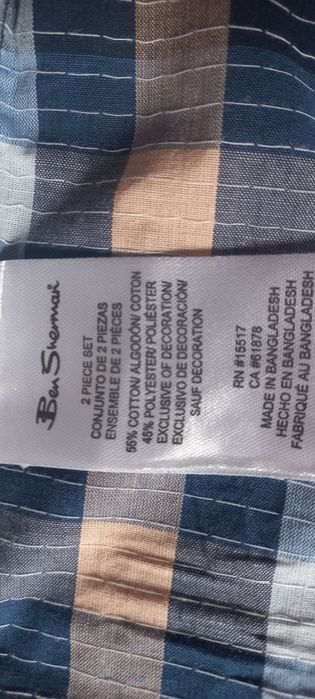 Ben Sherman
2 PIECE SET
CONJUNTO DE 2 PIEZAS
ENSEMBLE DE 2 PIÈCES
55% COTTON/ ALGODÓN/ COTON
45% POLYESTER/ POLIÉSTER
EXCLUSIVE OF DECORATION/
EXCLUSIVO DE DECORACIÓN/
SAUF DECORATION
RN #15517
CA #61878
MADE IN BANGLADESH
HECHO EN BANGLADESH
FABRIQUÉ AU BANGLADESH